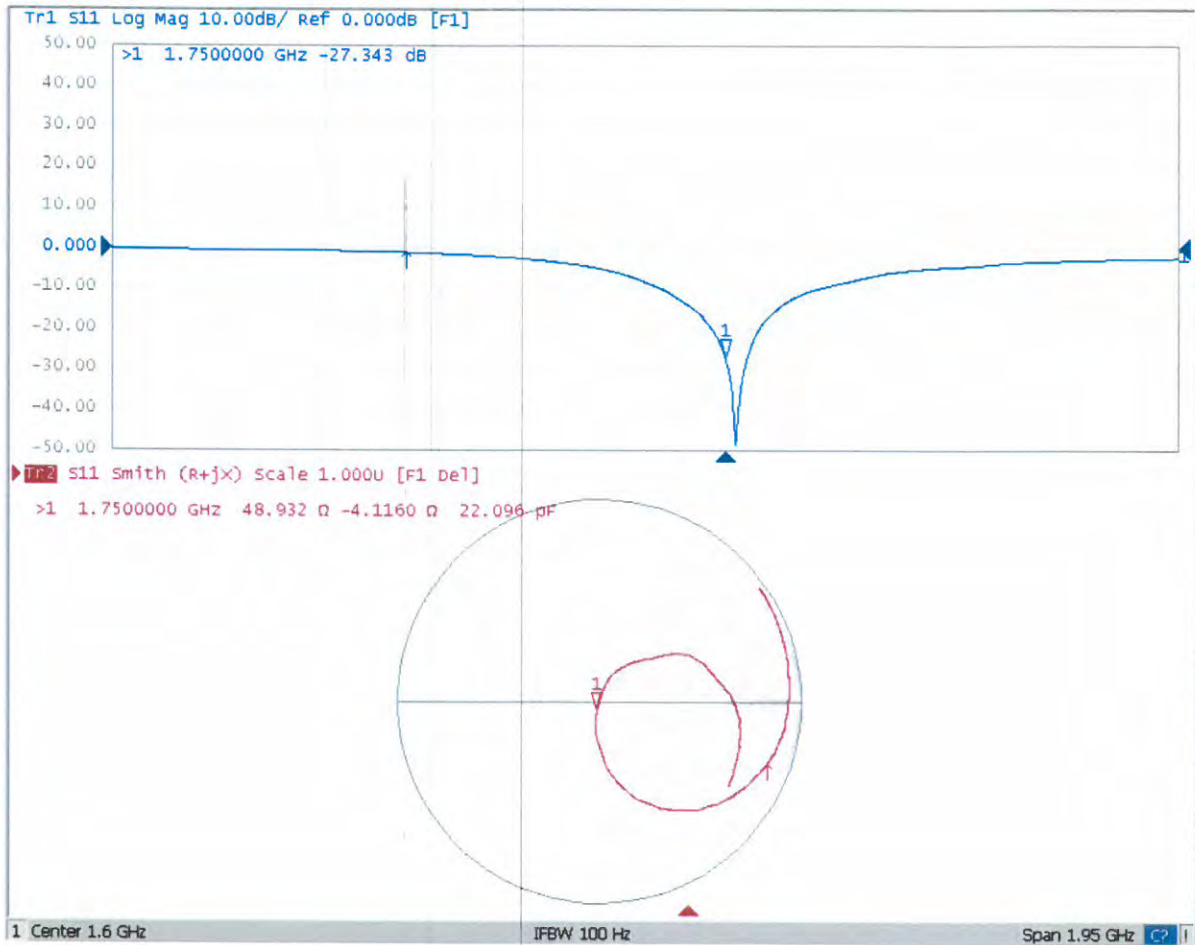 Tr1 S11 Log Mag 10.00dB/ Ref 0.000dB [F1]
50.00
>1 1.7500000 GHz -27.343 dB
40.00
30.00
20.00
10.00
0.000
-10.00
-20.00
1
-30.00
-40.00
-50.00
Tr2 S11 Smith (R+jX) Scale 1.000U [F1 Del]
>1 1.7500000 GHz 48.932 Ω -4.1160 Ω 22.096 pF
1
1 Center 1.6 GHz IFBW 100 Hz Span 1.95 GHz C?